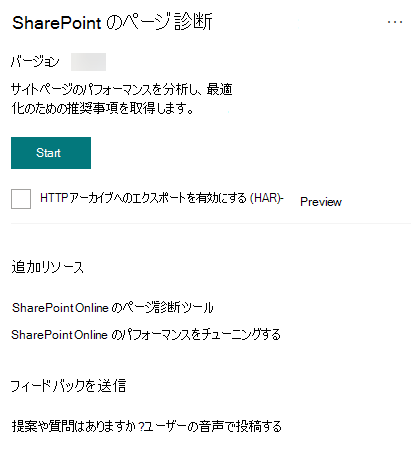 SharePoint のページ診断
バージョン
サイトページのパフォーマンスを分析し、最適
化のための推奨事項を取得します。
Start
HTTPアーカイブへのエクスポートを有効にする (HAR)- Preview
追加リソース
SharePoint Online のページ診断ツール
SharePoint Online のパフォーマンスをチューニングする
フィードバックを送信
提案や質問はありますか?ユーザーの音声で投稿する